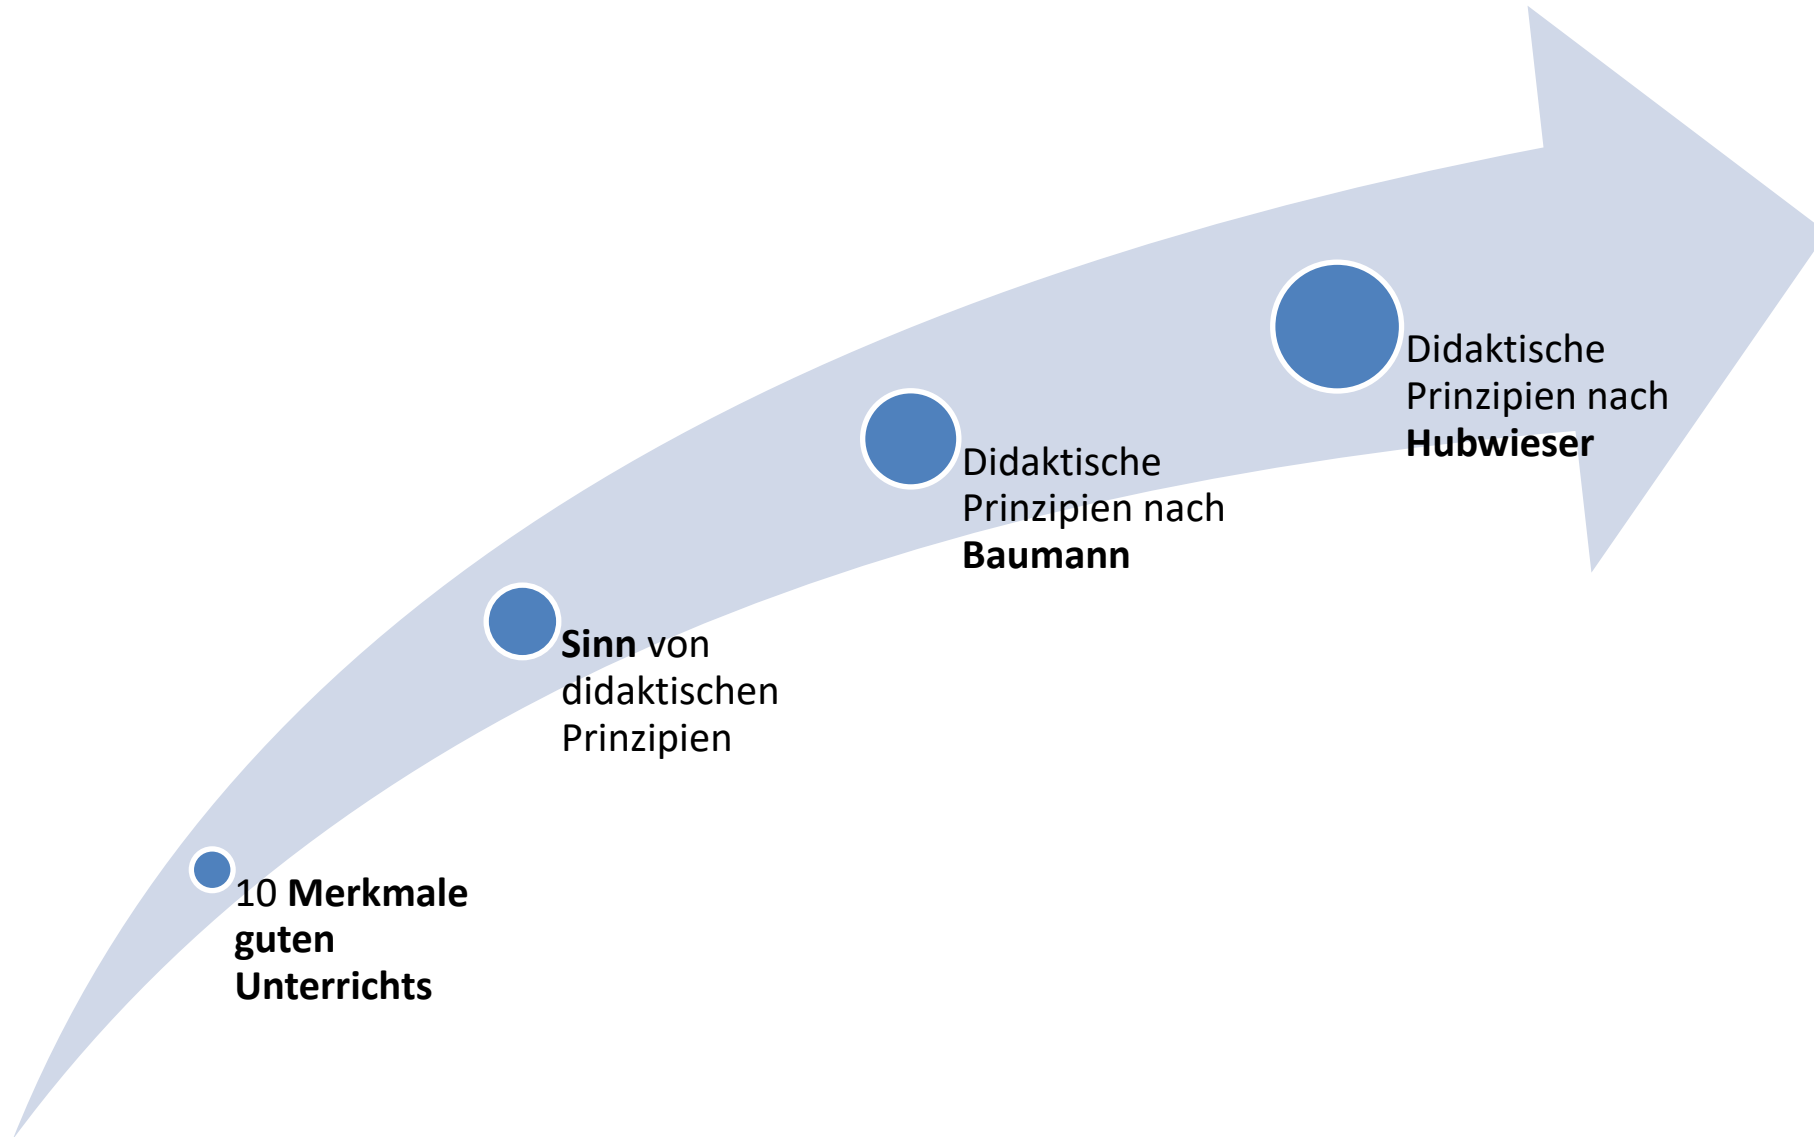 10 Merkmale
guten
Unterrichts
Sinn von
didaktischen
Prinzipien
Didaktische
Prinzipien nach
Baumann
Didaktische
Prinzipien nach
Hubwieser